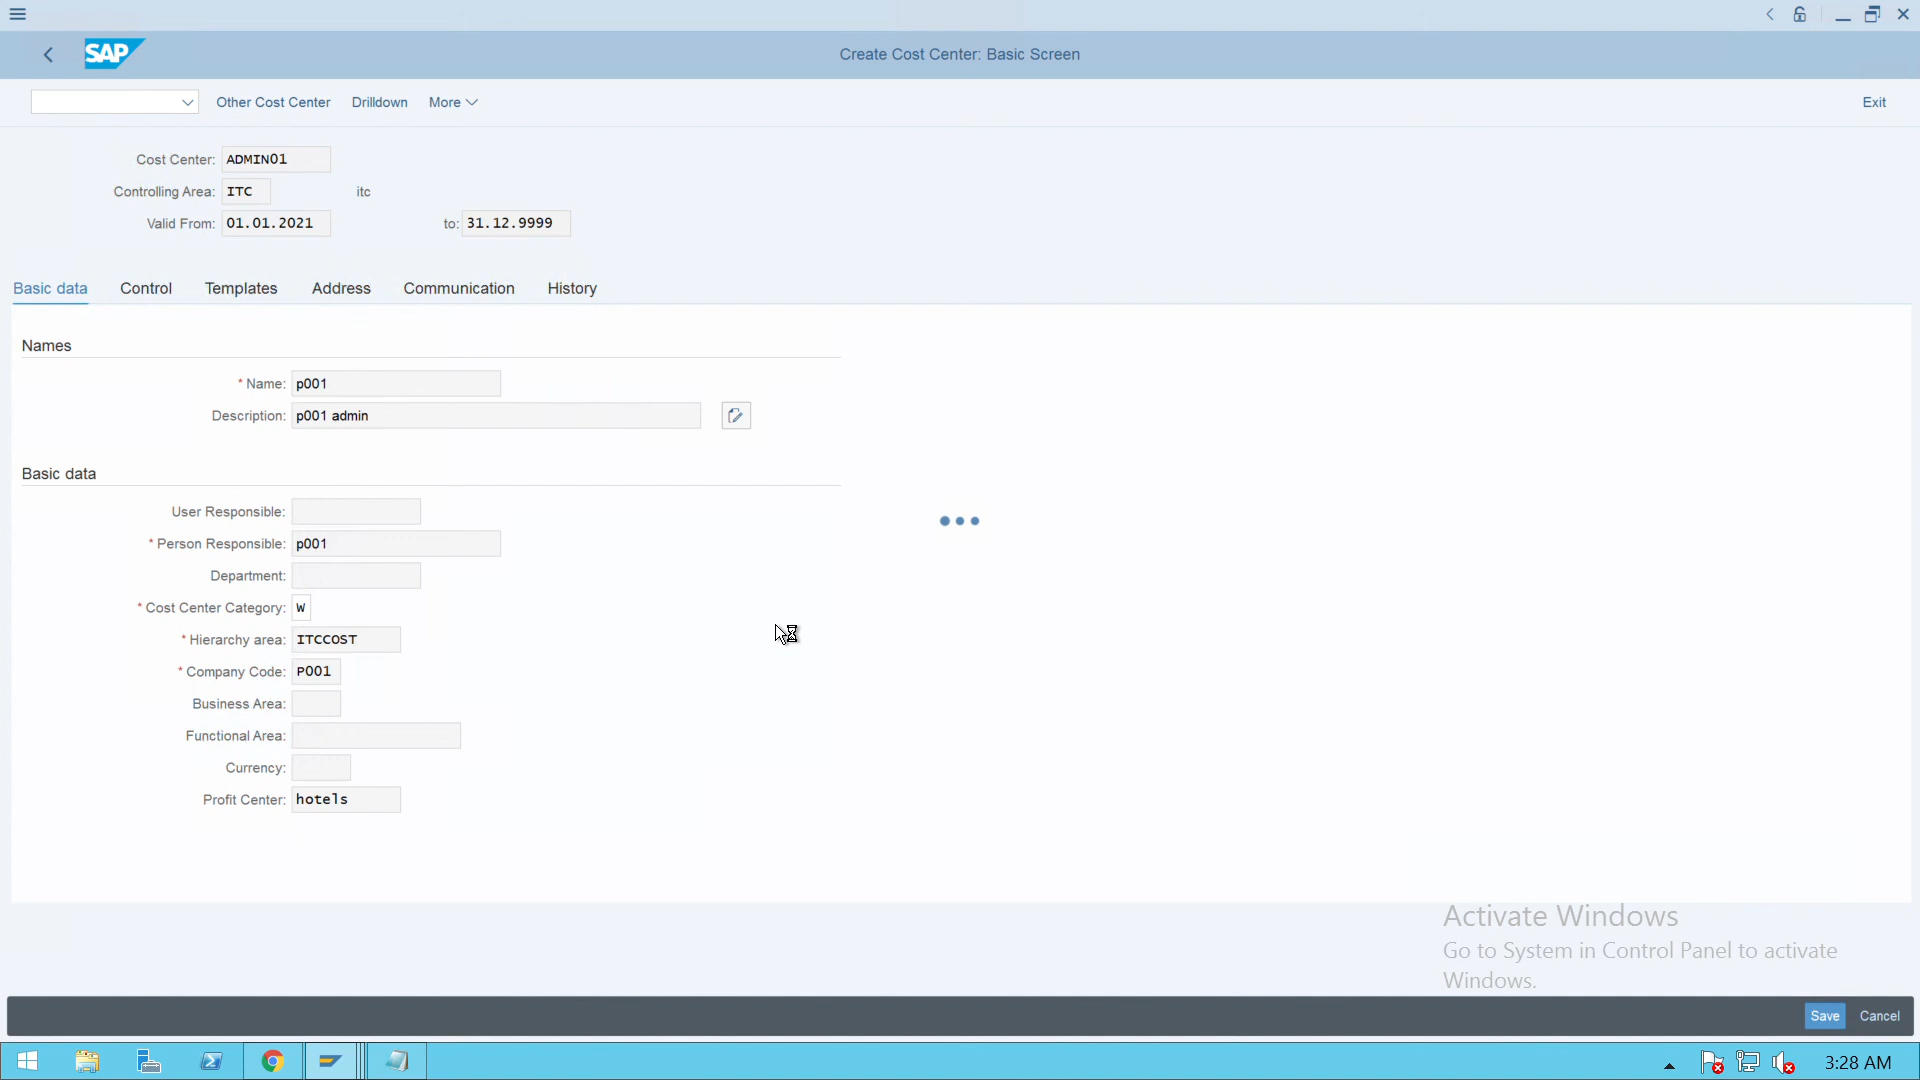 SAP
Create Cost Center: Basic Screen
Other Cost Center Drilldown More Exit
Cost Center: ADMIN01
Controlling Area: ITC itc
Valid From: 01.01.2021 to: 31.12.9999
Basic data Control Templates Address Communication History
Names
* Name: p001
Description: p001 admin
Basic data
User Responsible:
* Person Responsible: p001
Department:
* Cost Center Category: W
* Hierarchy area: ITCCOST
* Company Code: P001
Business Area:
Functional Area:
Currency:
Profit Center: hotels
Activate Windows
Go to System in Control Panel to activate
Windows.
Save Cancel
3:28 AM